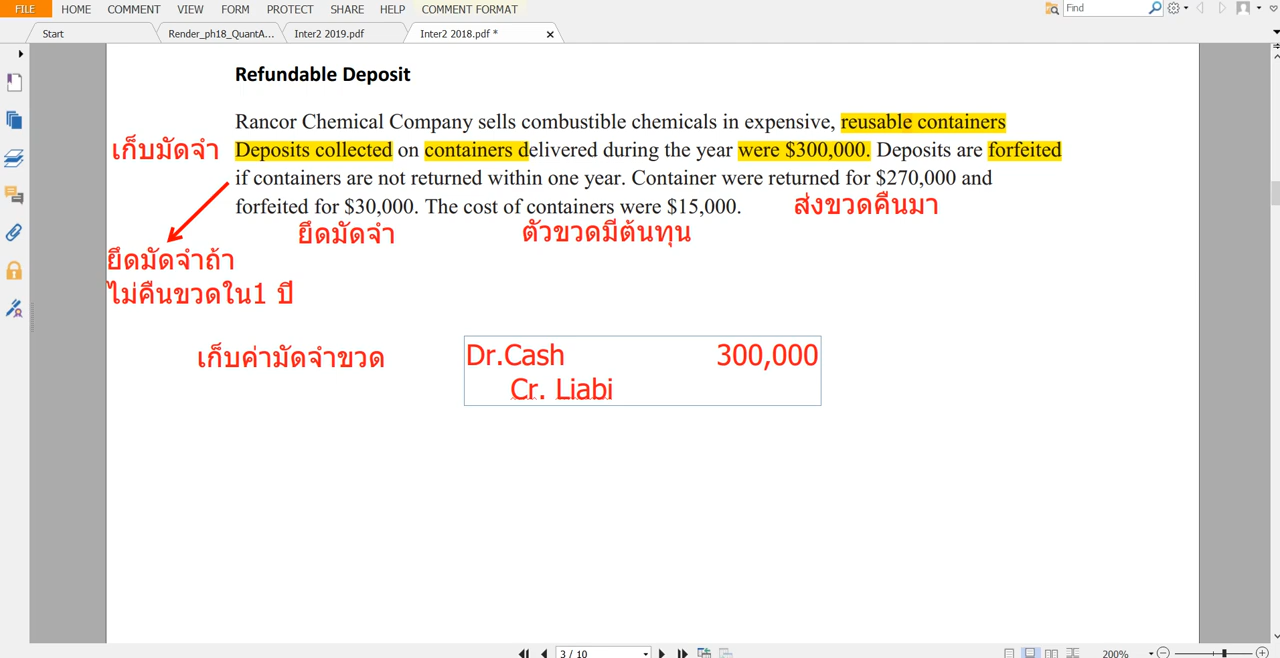 FILE HOME COMMENT VIEW FORM PROTECT SHARE HELP COMMENT FORMAT Find
Start Render_ph18_QuantA... Inter2 2019.pdf Inter2 2018.pdf *
Refundable Deposit
Rancor Chemical Company sells combustible chemicals in expensive, reusable containers
เก็บมัดจำ
Deposits collected on containers delivered during the year were $300,000. Deposits are forfeited
if containers are not returned within one year. Container were returned for $270,000 and
forfeited for $30,000. The cost of containers were $15,000.
ส่งขวดคืนมา
ยึดมัดจำ
ตัวขวดมีต้นทุน
ยึดมัดจำถ้า
ไม่คืนขวดใน1 ปี
เก็บค่ามัดจำขวด
Dr.Cash 300,000
Cr. Liabi
3 / 10
200%